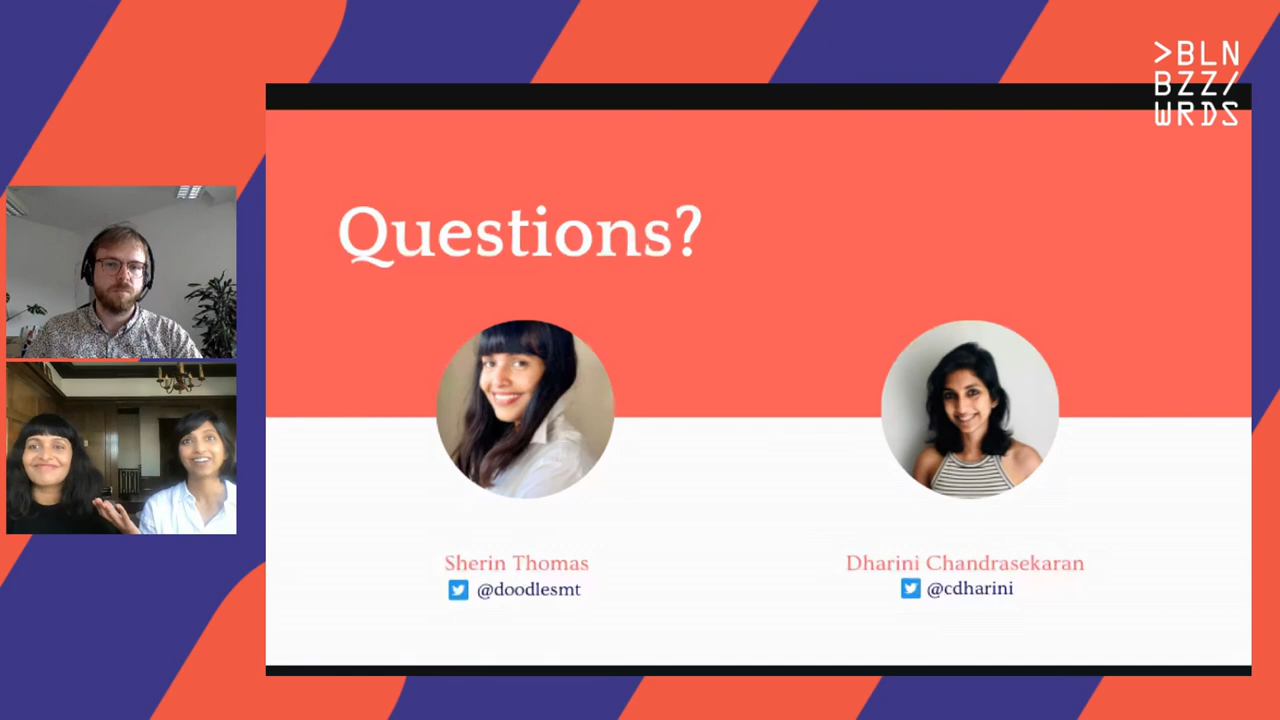 >BLN
BZZ/
WRDS
Questions?
Sherin Thomas
@doodlesmt
Dharini Chandrasekaran
@cdharini